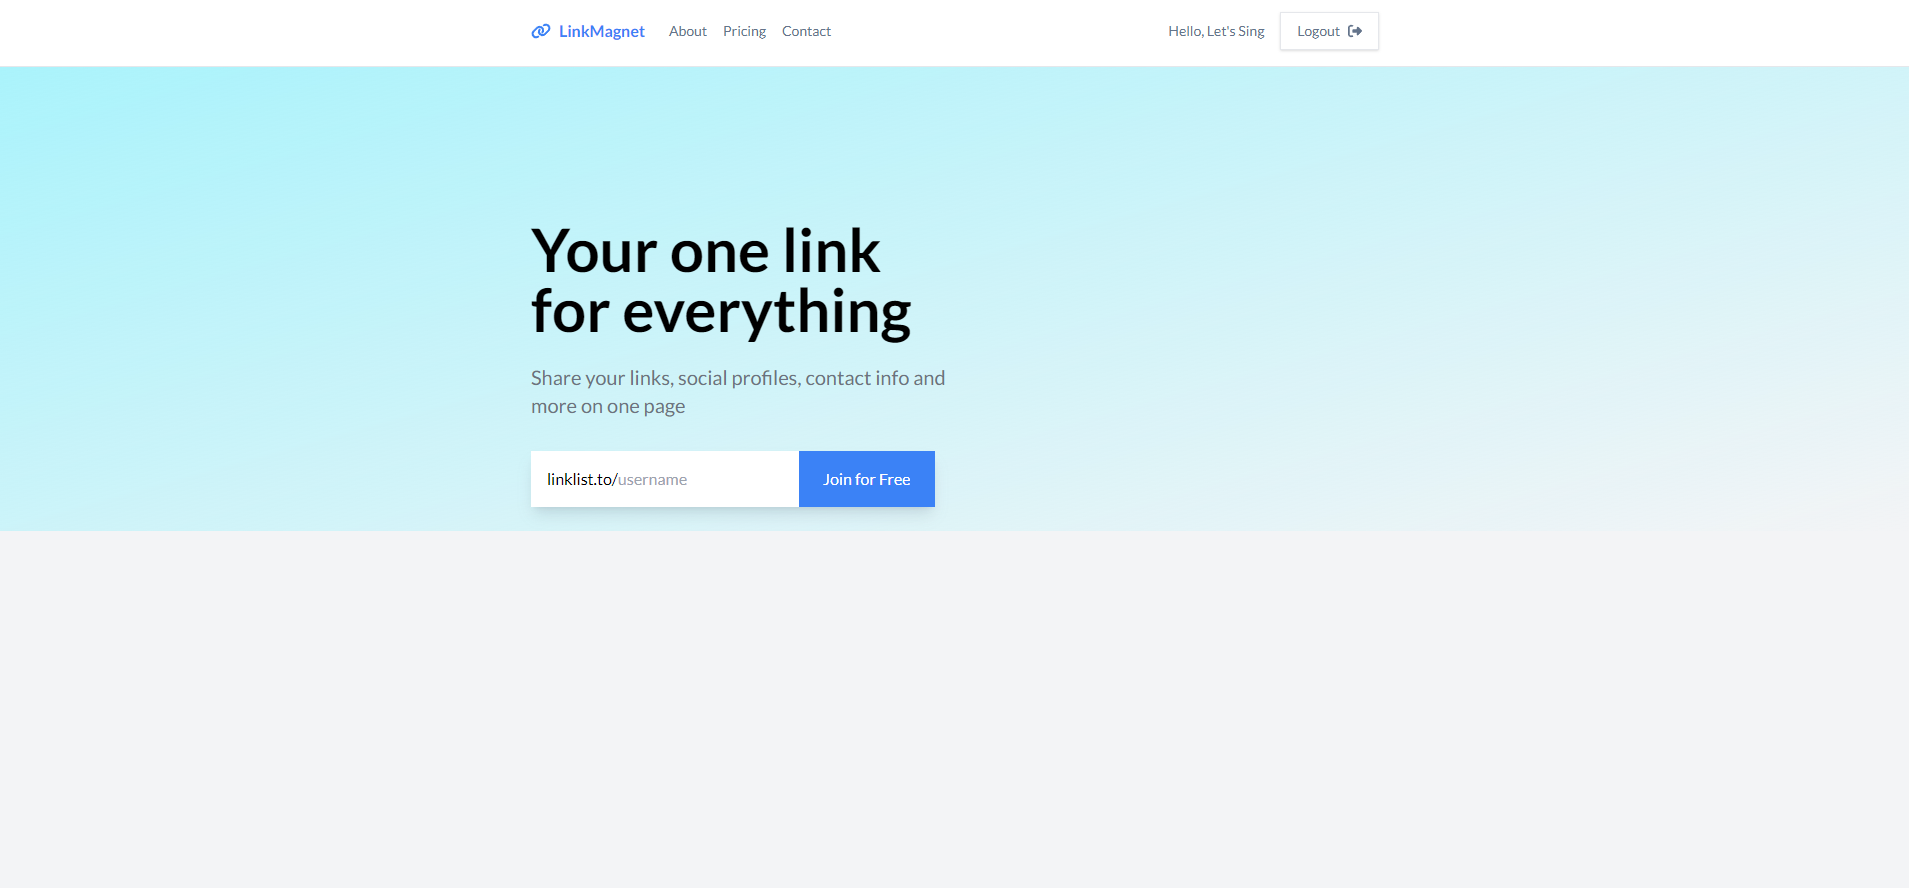 LinkMagnet About Pricing Contact Hello, Let's Sing Logout
Your one link
for everything
Share your links, social profiles, contact info and
more on one page
linklist.to/username Join for Free